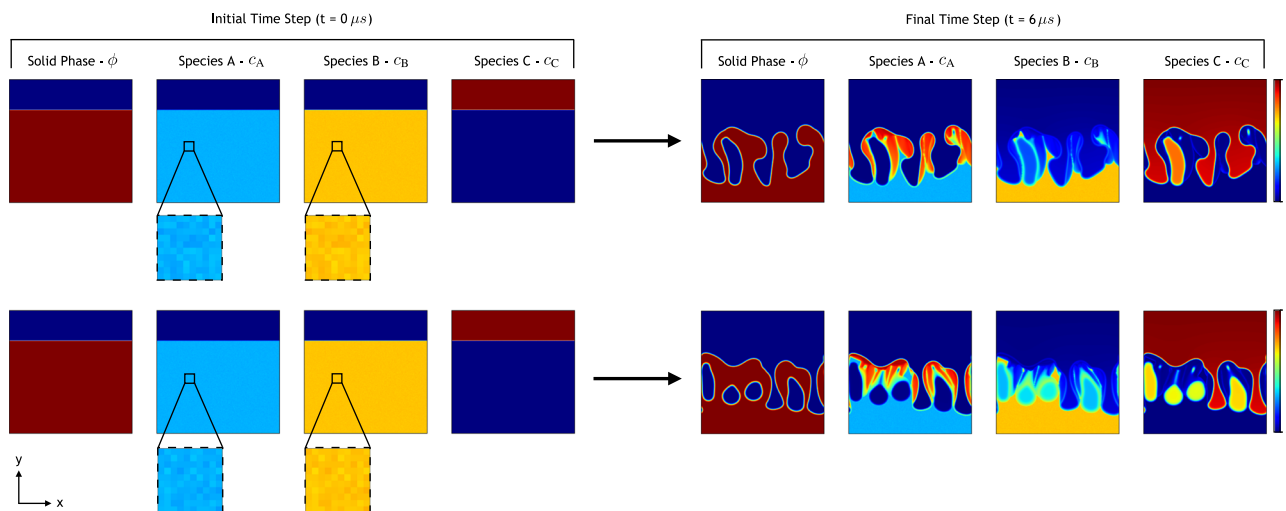 Initial Time Step (t = 0 μs)
Final Time Step (t = 6 μs)
Solid Phase - ϕ
Species A - c_A
Species B - c_B
Species C - c_C
Solid Phase - ϕ
Species A - c_A
Species B - c_B
Species C - c_C
y
x